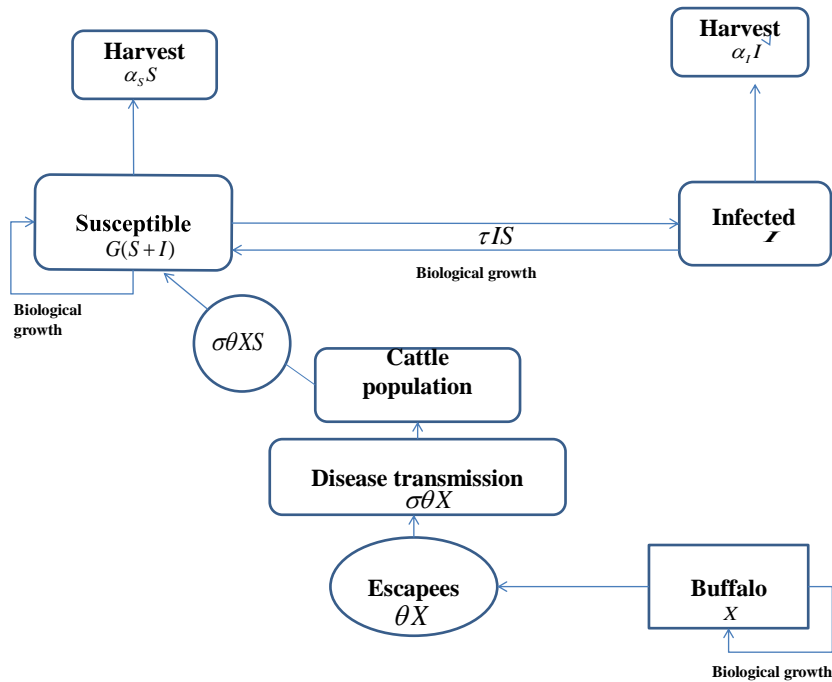 Harvest
α_S S
Harvest
α_I I
Susceptible
G(S+I)
Infected
I
τIS
Biological growth
Biological
growth
σθXS
Cattle
population
Disease transmission
σθX
Escapees
θX
Buffalo
X
Biological growth